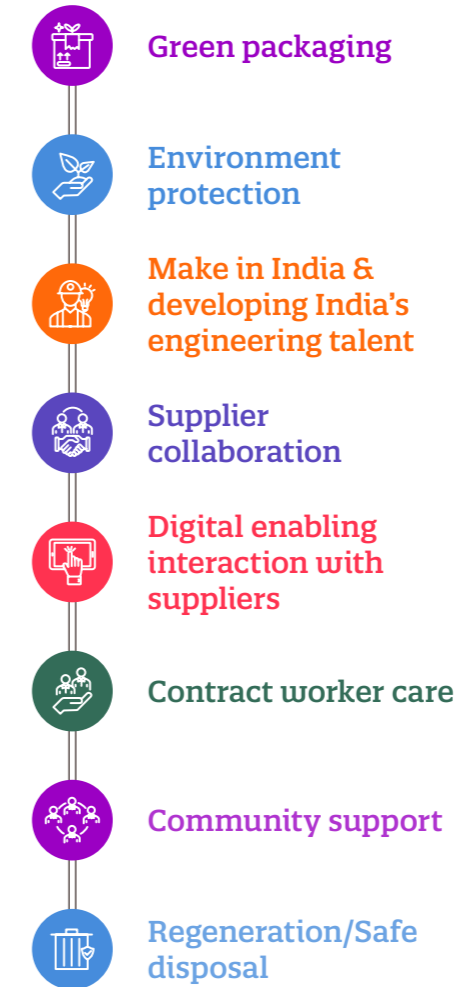 Green packaging
Environment
protection
Make in India &
developing India's
engineering talent
Supplier
collaboration
Digital enabling
interaction with
suppliers
Contract worker care
Community support
Regeneration/Safe
disposal